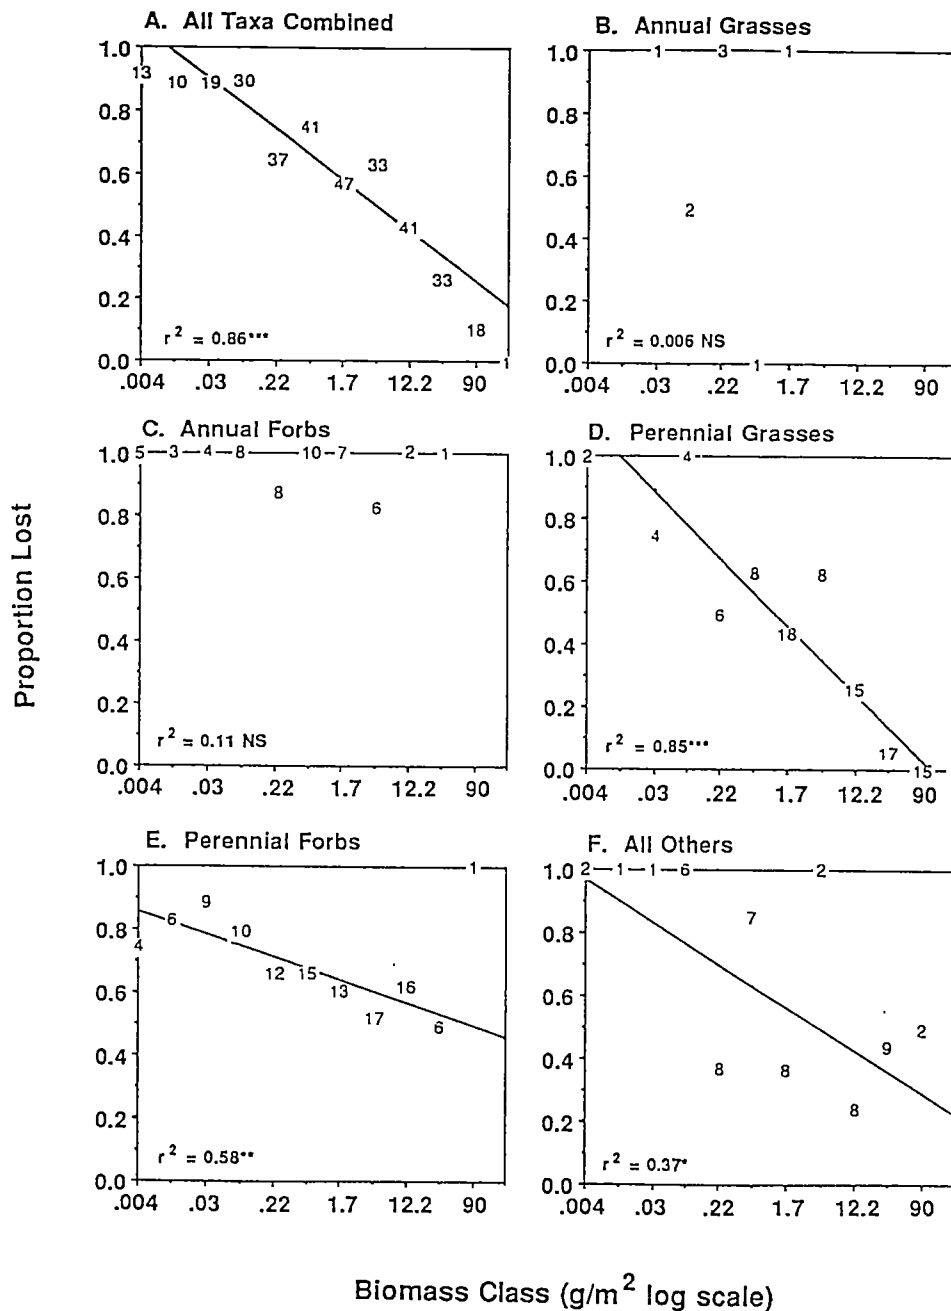 A. All Taxa Combined
1.0
13 10 19 30
0.8
41
37 33
0.6
47
0.4
41
33
0.2
18
r² = 0.86***
0.0
1
.004 .03 .22 1.7 12.2 90
B. Annual Grasses
1.0
1 3 1
0.8
0.6
2
0.4
0.2
r² = 0.006 NS
0.0
1
.004 .03 .22 1.7 12.2 90
C. Annual Forbs
1.0
5 3 4 8 10 7 2 1
8 6
0.8
0.6
0.4
0.2
r² = 0.11 NS
0.0
.004 .03 .22 1.7 12.2 90
D. Perennial Grasses
1.0
2 4
0.8
4
8 8
0.6
6
18
0.4
15
0.2
r² = 0.85***
17
0.0
15
.004 .03 .22 1.7 12.2 90
E. Perennial Forbs
1.0
1
9
6 10
0.8
4
12 15
13 16
0.6
17 6
0.4
0.2
r² = 0.58**
0.0
.004 .03 .22 1.7 12.2 90
F. All Others
1.0
2 1 1 6 2
7
0.8
0.6
2
9
0.4
8 8
8
0.2
r² = 0.37*
0.0
.004 .03 .22 1.7 12.2 90
Proportion Lost
Biomass Class (g/m² log scale)